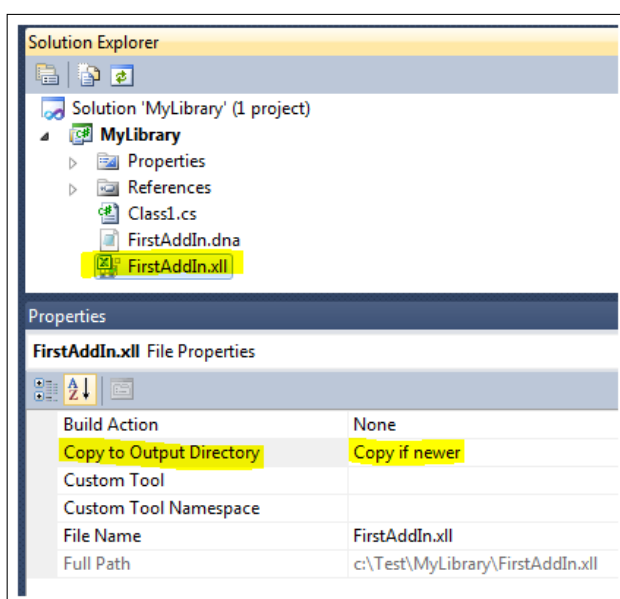 Solution Explorer
Solution 'MyLibrary' (1 project)
MyLibrary
Properties
References
Class1.cs
FirstAddIn.dna
FirstAddIn.xll
Properties
FirstAddIn.xll File Properties
Build Action None
Copy to Output Directory Copy if newer
Custom Tool
Custom Tool Namespace
File Name FirstAddIn.xll
Full Path c:\Test\MyLibrary\FirstAddIn.xll